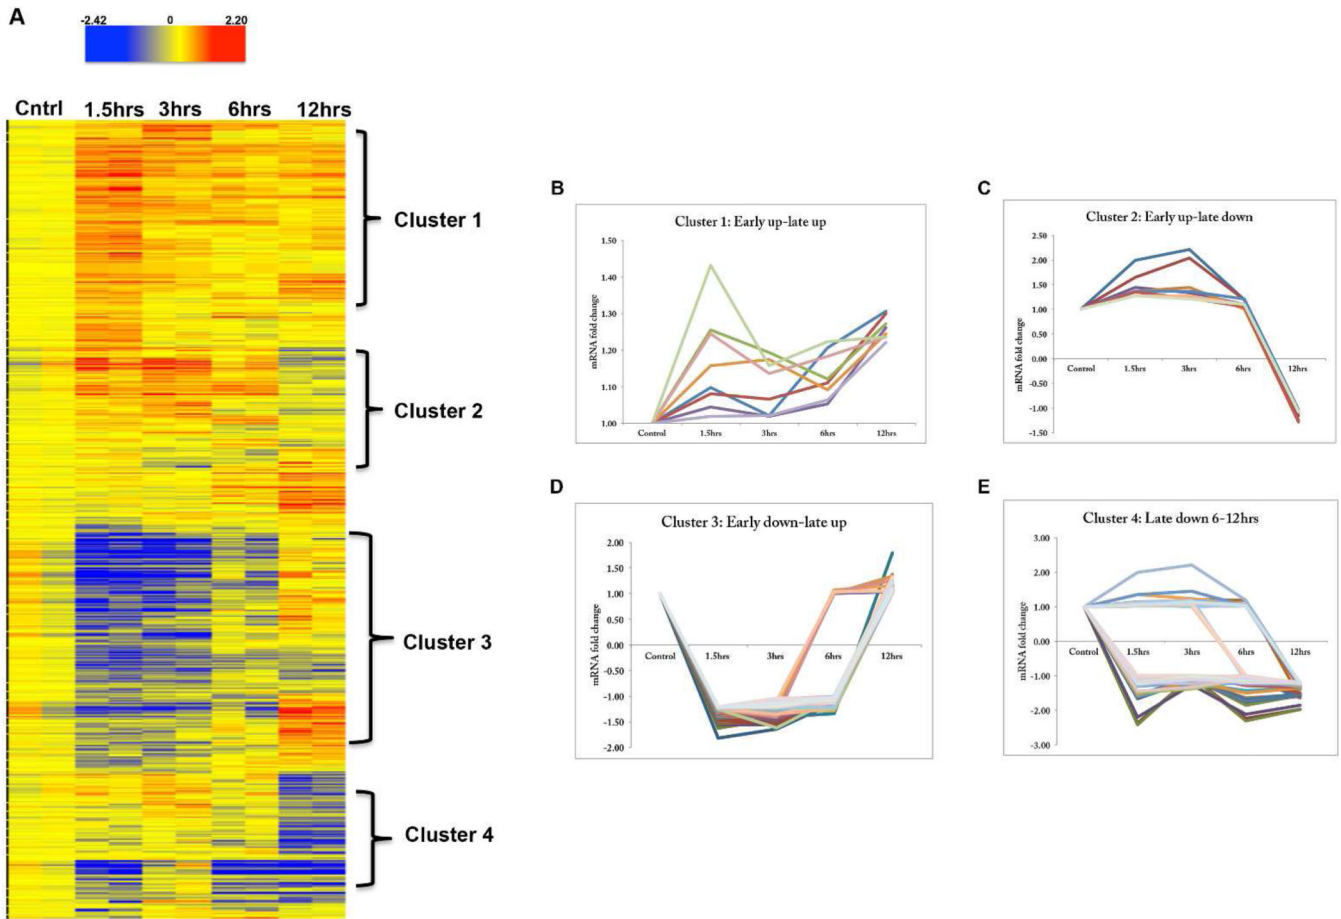 A
-2.42 0 2.20
Cntrl 1.5hrs 3hrs 6hrs 12hrs
Cluster 1
Cluster 2
Cluster 3
Cluster 4
B
Cluster 1: Early up-late up
mRNA fold change
1.50
1.40
1.30
1.20
1.10
1.00
Control 1.5hrs 3hrs 6hrs 12hrs
C
Cluster 2: Early up-late down
mRNA fold change
2.50
2.00
1.50
1.00
0.50
0.00
-0.50
-1.00
-1.50
Control 1.5hrs 3hrs 6hrs 12hrs
D
Cluster 3: Early down-late up
mRNA fold change
2.00
1.50
1.00
0.50
0.00
-0.50
-1.00
-1.50
-2.00
Control 1.5hrs 3hrs 6hrs 12hrs
E
Cluster 4: Late down 6-12hrs
mRNA fold change
3.00
2.00
1.00
0.00
-1.00
-2.00
-3.00
Control 1.5hrs 3hrs 6hrs 12hrs